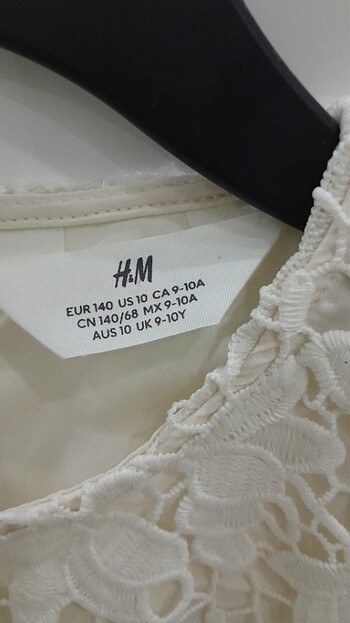 H&M
EUR 140 US 10 CA 9-10A
CN 140/68 MX 9-10A
AUS 10 UK 9-10Y